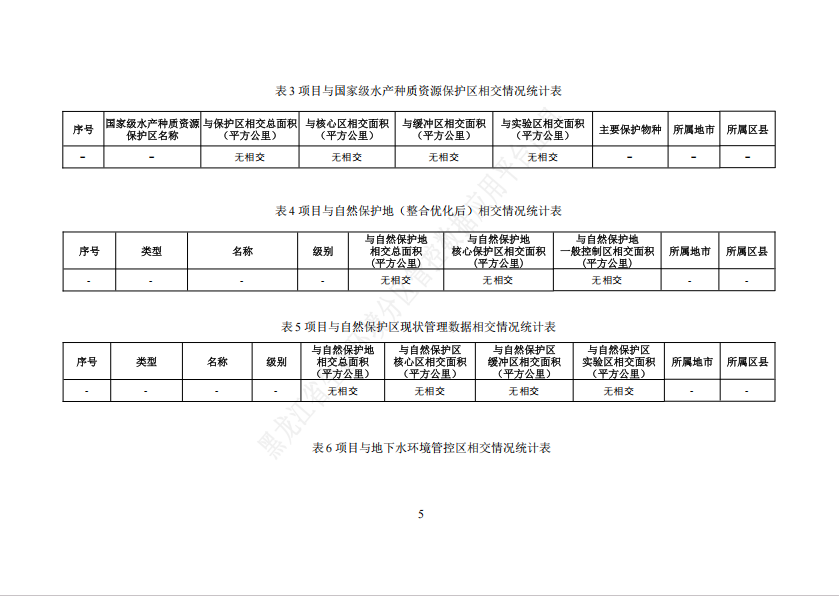 表 3 项目与国家级水产种质资源保护区相交情况统计表
序号 国家级水产种质资源保护区名称 与保护区相交总面积（平方公里） 与核心区相交面积（平方公里） 与缓冲区相交面积（平方公里） 与实验区相交面积（平方公里） 主要保护物种 所属地市 所属区县
- - 无相交 无相交 无相交 无相交 - - -
表 4 项目与自然保护地（整合优化后）相交情况统计表
序号 类型 名称 级别 与自然保护地相交总面积(平方公里) 与自然保护地核心保护区相交面积(平方公里) 与自然保护地一般控制区相交面积(平方公里) 所属地市 所属区县
- - - - 无相交 无相交 无相交 - -
表 5 项目与自然保护区现状管理数据相交情况统计表
序号 类型 名称 级别 与自然保护地相交总面积（平方公里） 与自然保护区核心区相交面积（平方公里） 与自然保护区缓冲区相交面积（平方公里） 与自然保护区实验区相交面积（平方公里） 所属地市 所属区县
- - - - 无相交 无相交 无相交 无相交 - -
表 6 项目与地下水环境管控区相交情况统计表
5